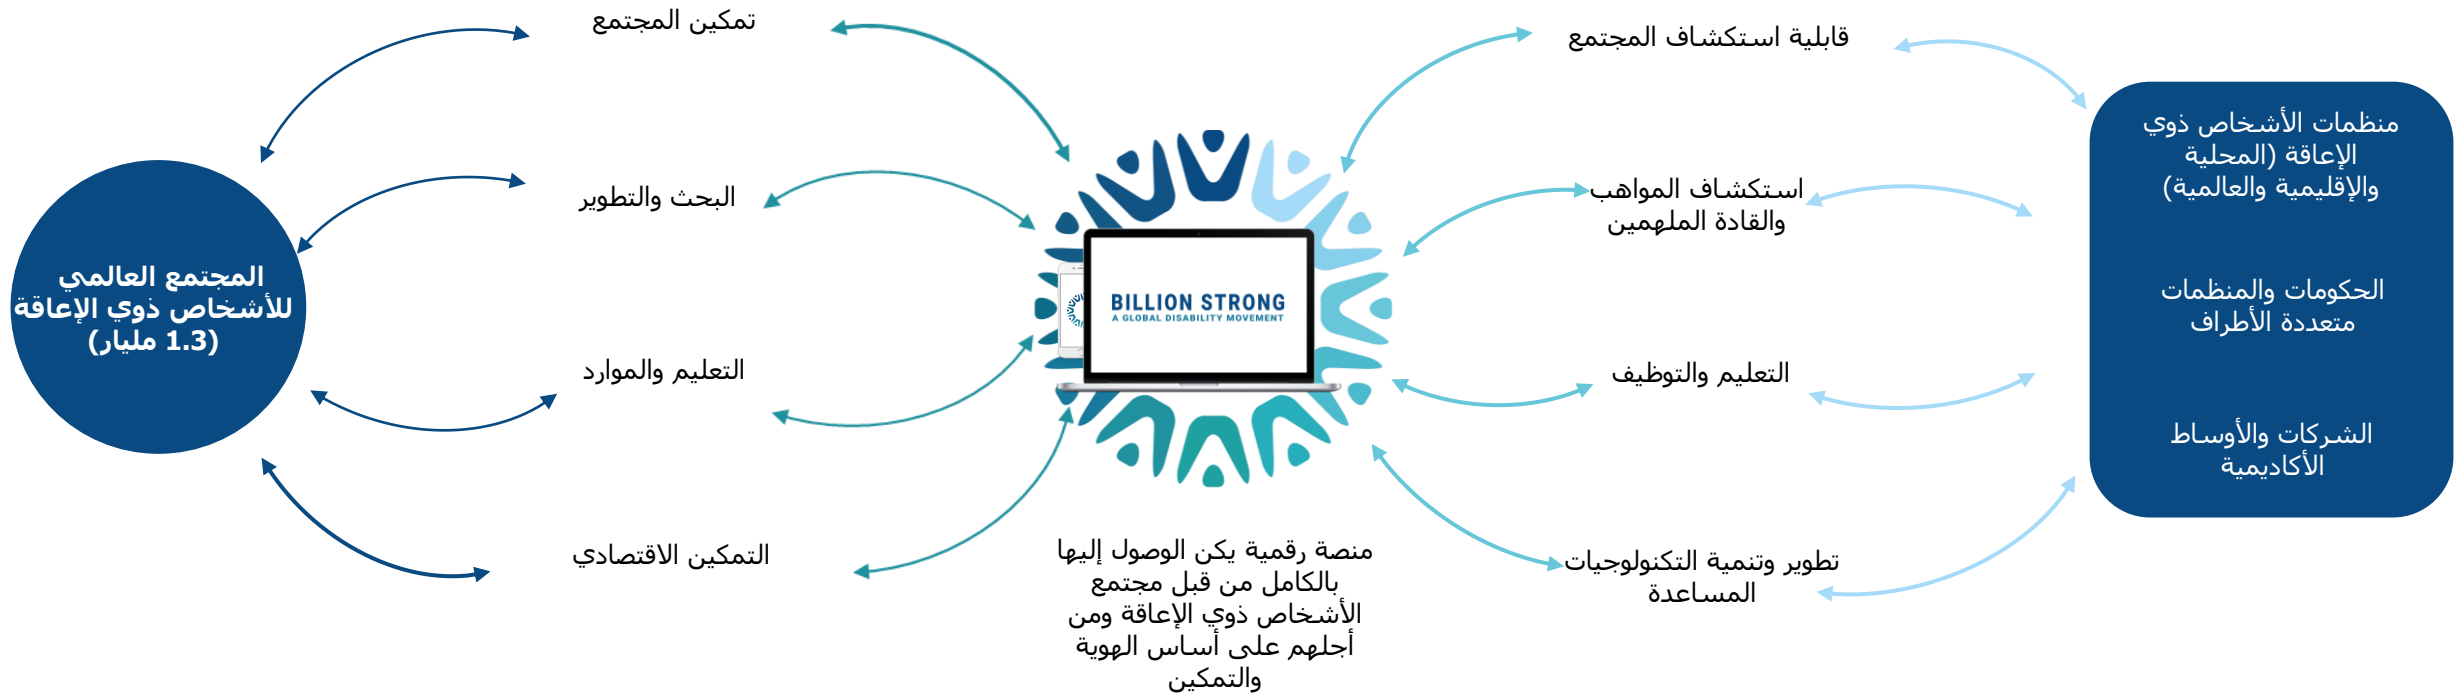 منظمات الأشخاص ذوي
الإعاقة (المحلية
والإقليمية والعالمية)
الحكومات والمنظمات
متعددة الأطراف
الشركات والأوساط
الأكاديمية
قابلية استكشاف المجتمع
استكشاف المواهب
والقادة الملهمين
التعليم والتوظيف
تطوير وتنمية التكنولوجيات
المساعدة
BILLION STRONG
A GLOBAL DISABILITY MOVEMENT
منصة رقمية يكن الوصول إليها
بالكامل من قبل مجتمع
الأشخاص ذوي الإعاقة ومن
أجلهم على أساس الهوية
والتمكين
تمكين المجتمع
البحث والتطوير
التعليم والموارد
التمكين الاقتصادي
المجتمع العالمي
للأشخاص ذوي الإعاقة
(1.3 مليار)